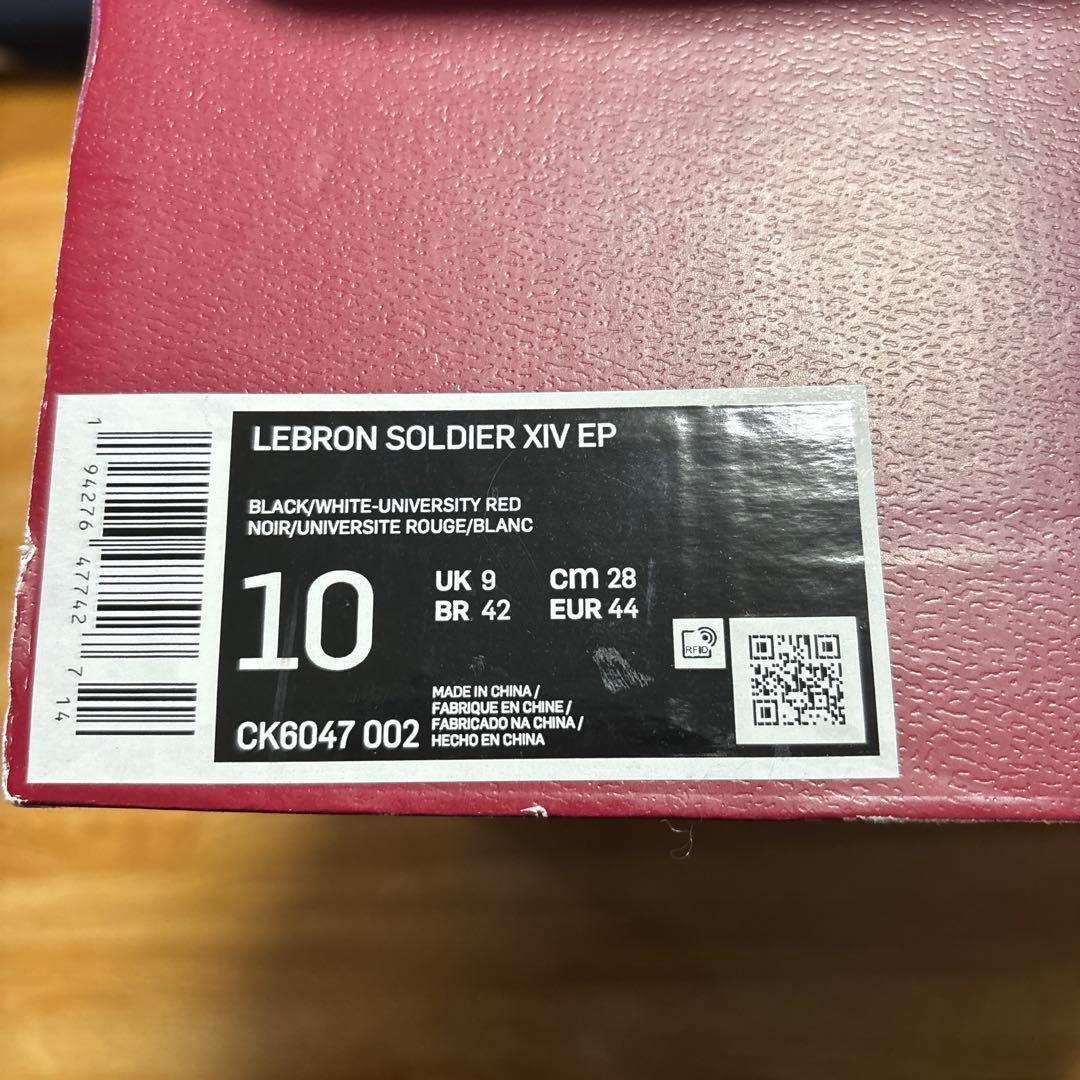 LEBRON SOLDIER XIV EP
BLACK/WHITE-UNIVERSITY RED
NOIR/UNIVERSITE ROUGE/BLANC
10
UK 9
CM 28
BR 42
EUR 44
RFID
MADE IN CHINA /
FABRIQUE EN CHINE /
FABRICADO NA CHINA /
HECHO EN CHINA
CK6047 002
1 94276 47742 7 14